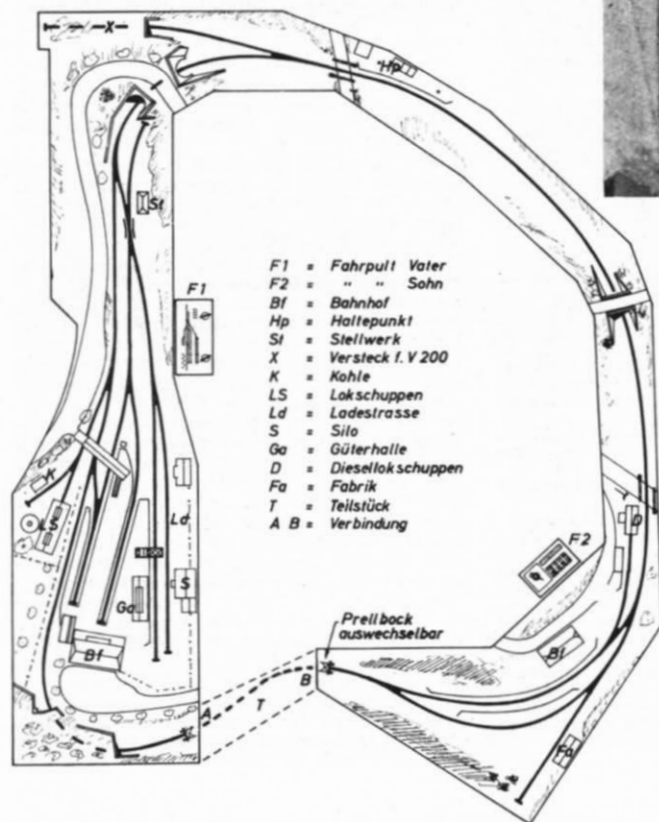 X
Hp
St
F1
F1 = Fahrpult Vater
F2 = " " Sohn
Bf = Bahnhof
Hp = Haltepunkt
St = Stellwerk
X = Versteck f. V 200
K = Kohle
LS = Lokschuppen
Ld = Ladestrasse
S = Silo
Ga = Güterhalle
D = Diesellokschuppen
Fa = Fabrik
T = Teilstück
A B = Verbindung
K
LS
Ld
D
F2
S
Ga
Prellbock
auswechselbar
Bf
Bf
B
A
T
Fa